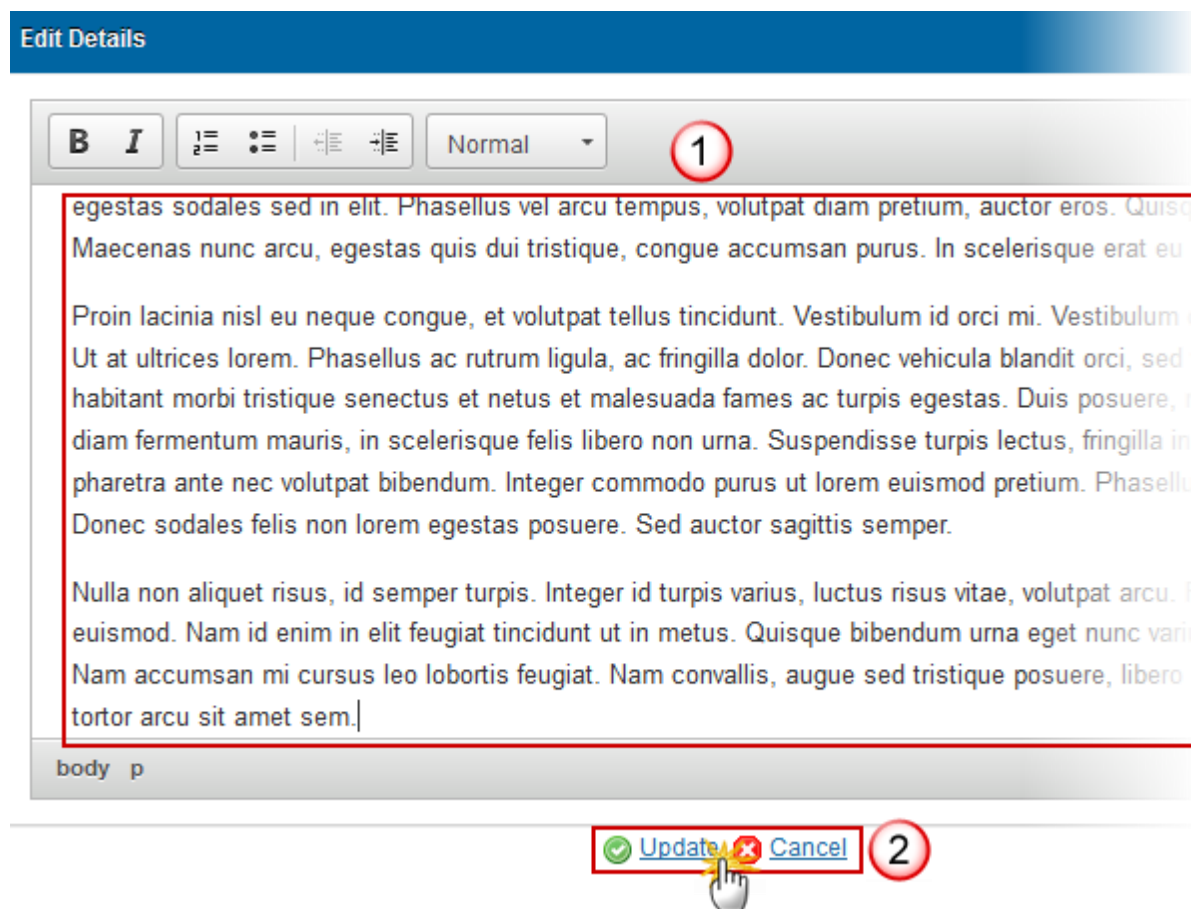 Edit Details
B I Normal
1
egestas sodales sed in elit. Phasellus vel arcu tempus, volutpat diam pretium, auctor eros. Quisq
Maecenas nunc arcu, egestas quis dui tristique, congue accumsan purus. In scelerisque erat eu
Proin lacinia nisl eu neque congue, et volutpat tellus tincidunt. Vestibulum id orci mi. Vestibulum
Ut at ultrices lorem. Phasellus ac rutrum ligula, ac fringilla dolor. Donec vehicula blandit orci, sed
habitant morbi tristique senectus et netus et malesuada fames ac turpis egestas. Duis posuere,
diam fermentum mauris, in scelerisque felis libero non urna. Suspendisse turpis lectus, fringilla in
pharetra ante nec volutpat bibendum. Integer commodo purus ut lorem euismod pretium. Phasellu
Donec sodales felis non lorem egestas posuere. Sed auctor sagittis semper.
Nulla non aliquet risus, id semper turpis. Integer id turpis varius, luctus risus vitae, volutpat arcu.
euismod. Nam id enim in elit feugiat tincidunt ut in metus. Quisque bibendum urna eget nunc vari
Nam accumsan mi cursus leo lobortis feugiat. Nam convallis, augue sed tristique posuere, libero
tortor arcu sit amet sem.
body p
Update Cancel 2